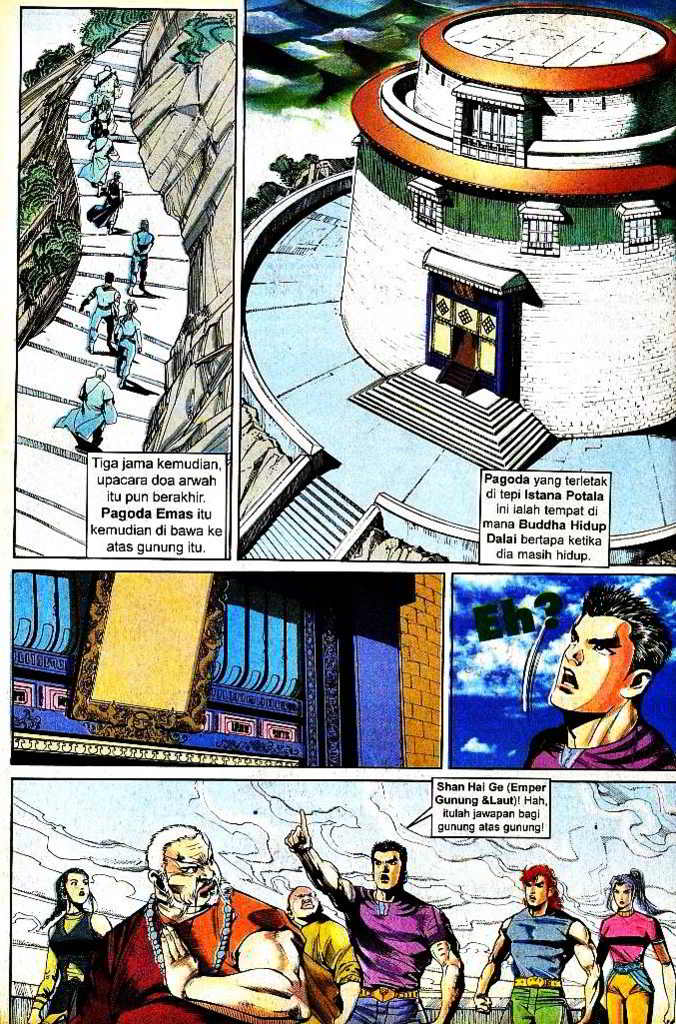 Tiga jama kemudian,
upacara doa arwah
itu pun berakhir.
Pagoda Emas itu
kemudian di bawa ke
atas gunung itu.
Pagoda yang terletak
di tepi Istana Potala
ini ialah tempat di
mana Buddha Hidup
Dalai bertapa ketika
dia masih hidup.
Eh?
Shan Hai Ge (Emper
Gunung &Laut)! Hah,
itulah jawapan bagi
gunung atas gunung!